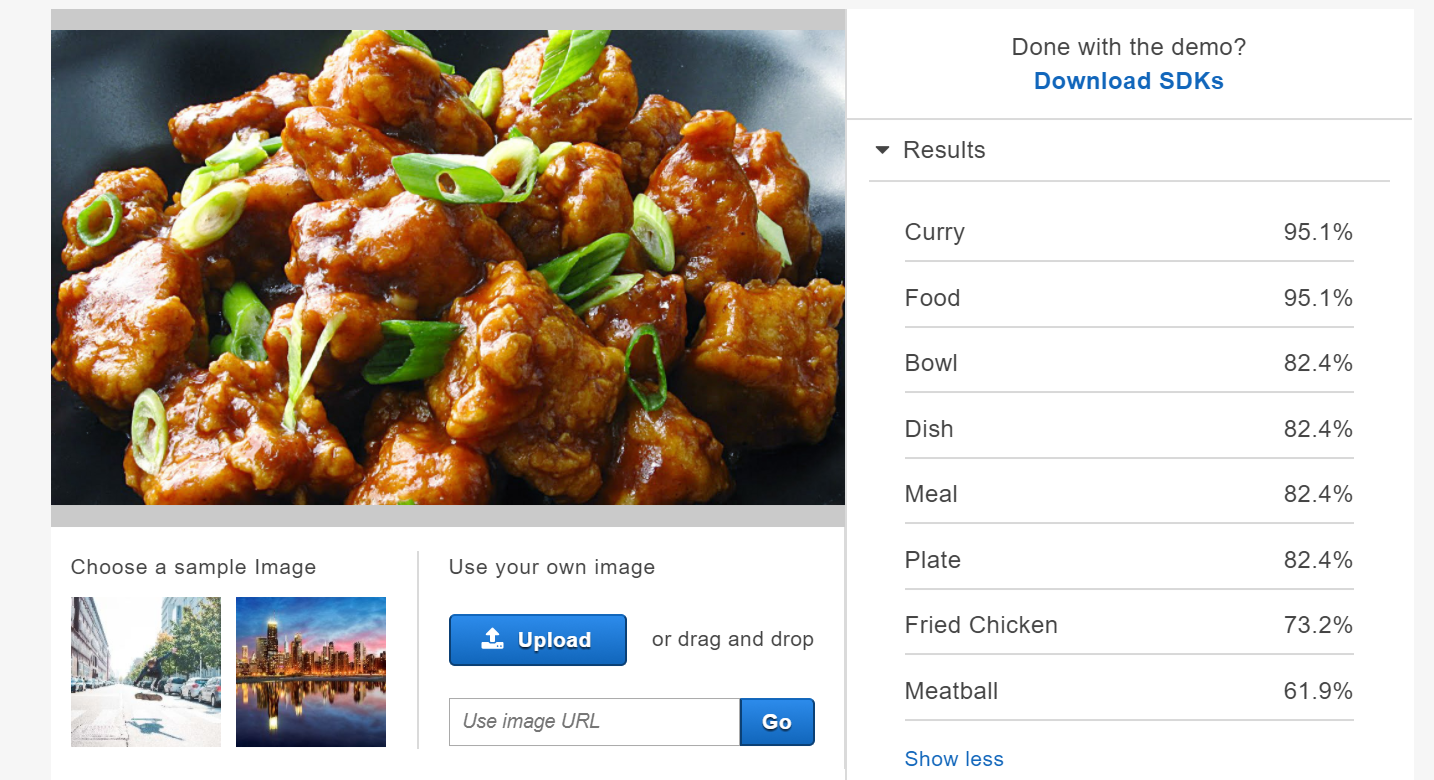 Done with the demo?
Download SDKs
Results
Curry 95.1%
Food 95.1%
Bowl 82.4%
Dish 82.4%
Meal 82.4%
Plate 82.4%
Fried Chicken 73.2%
Meatball 61.9%
Show less
Choose a sample Image
Use your own image
Upload or drag and drop
Use image URL Go